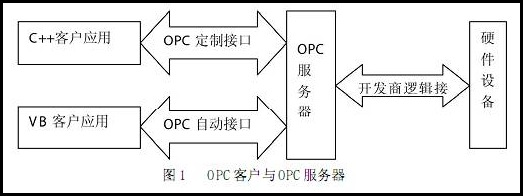 C++客户应用
OPC 定制接口
OPC
服
务
器
VB 客户应用
OPC 自动接口
开发商逻辑接
硬
件
设
备
图 1 OPC 客户与 OPC 服务器